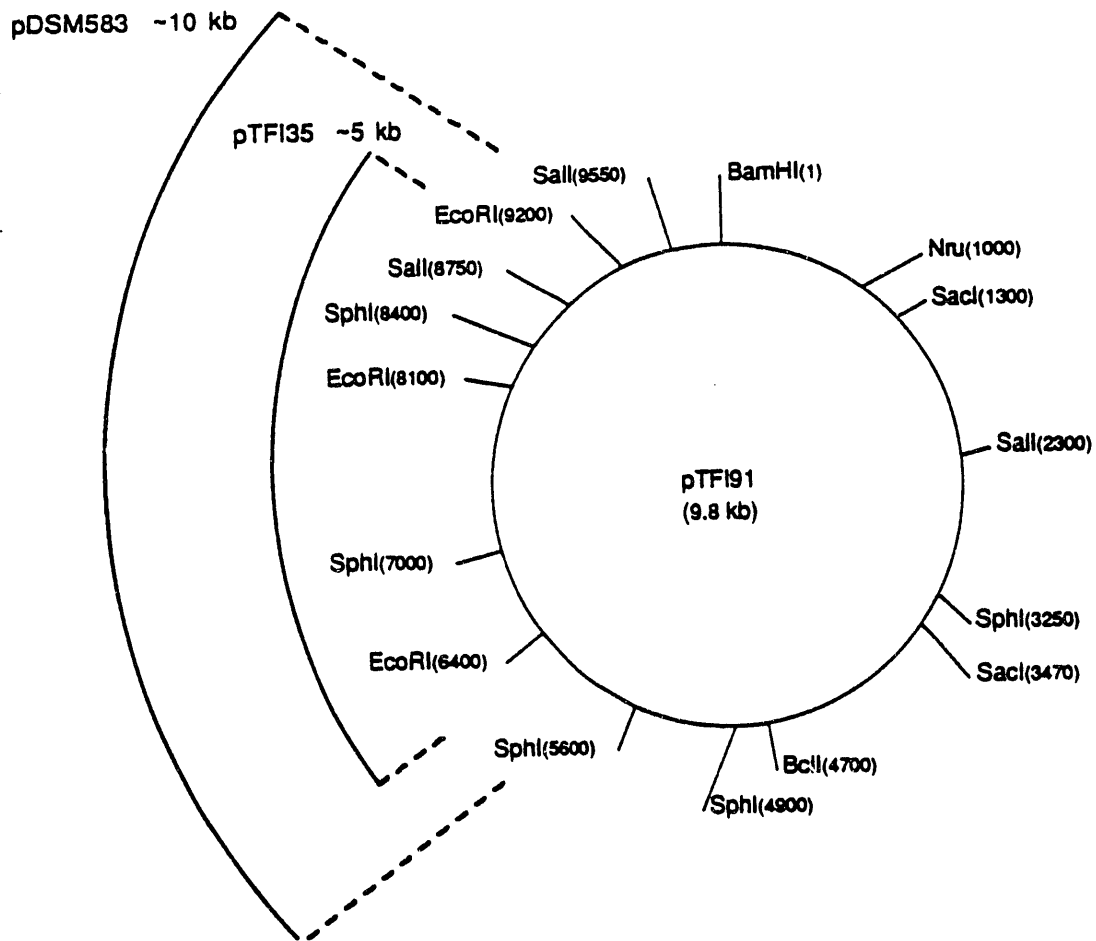 pDSM583 ~10 kb
pTFI35 ~5 kb
SalI(9550)
BamHI(1)
EcoRI(9200)
Nru(1000)
SalI(8750)
SacI(1300)
SphI(8400)
EcoRI(8100)
SalI(2300)
pTFI91
(9.8 kb)
SphI(7000)
SphI(3250)
EcoRI(6400)
SacI(3470)
SphI(5600)
BclI(4700)
SphI(4900)